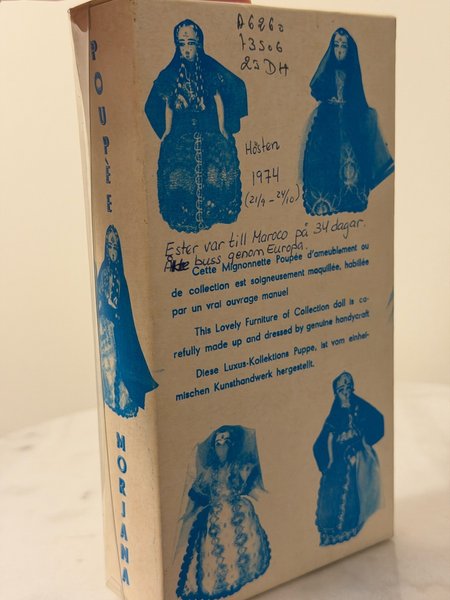 POUPÉE MORJANA
A6260
13506
23 DH
Hösten
1974
(21/9 - 24/10)
Ester var till Maroco på 34 dagar.
Åkte buss genom Europa.
Cette Mignonnette Poupée d'ameublement ou
de collection est soigneusement maquillée, habillée
par un vrai ouvrage manuel
This Lovely Furniture of Collection doll is ca-
refully made up and dressed by genuine handycraft
Diese Luxus-Kollektions Puppe, ist vom einhei-
mischen Kunsthandwerk hergestellt.